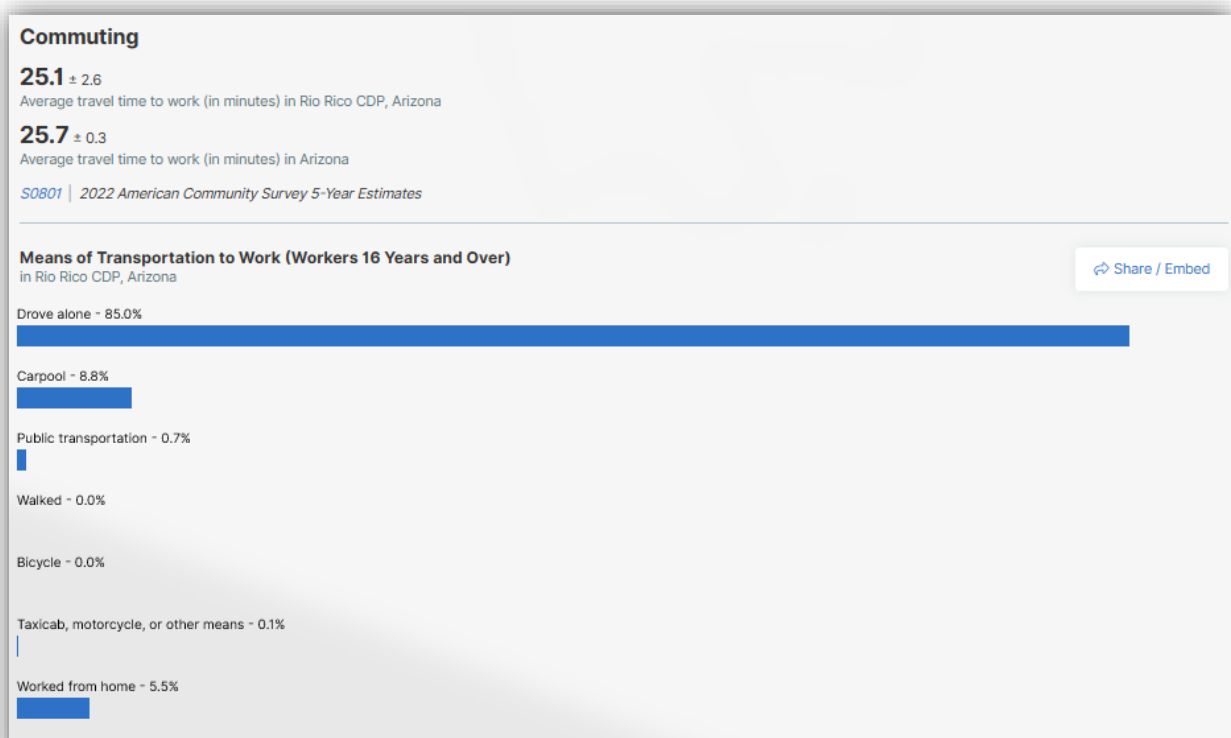 Commuting
25.1 ± 2.6
Average travel time to work (in minutes) in Rio Rico CDP, Arizona
25.7 ± 0.3
Average travel time to work (in minutes) in Arizona
S0801 | 2022 American Community Survey 5-Year Estimates
Means of Transportation to Work (Workers 16 Years and Over)
in Rio Rico CDP, Arizona
Share / Embed
Drove alone - 85.0%
Carpool - 8.8%
Public transportation - 0.7%
Walked - 0.0%
Bicycle - 0.0%
Taxicab, motorcycle, or other means - 0.1%
Worked from home - 5.5%